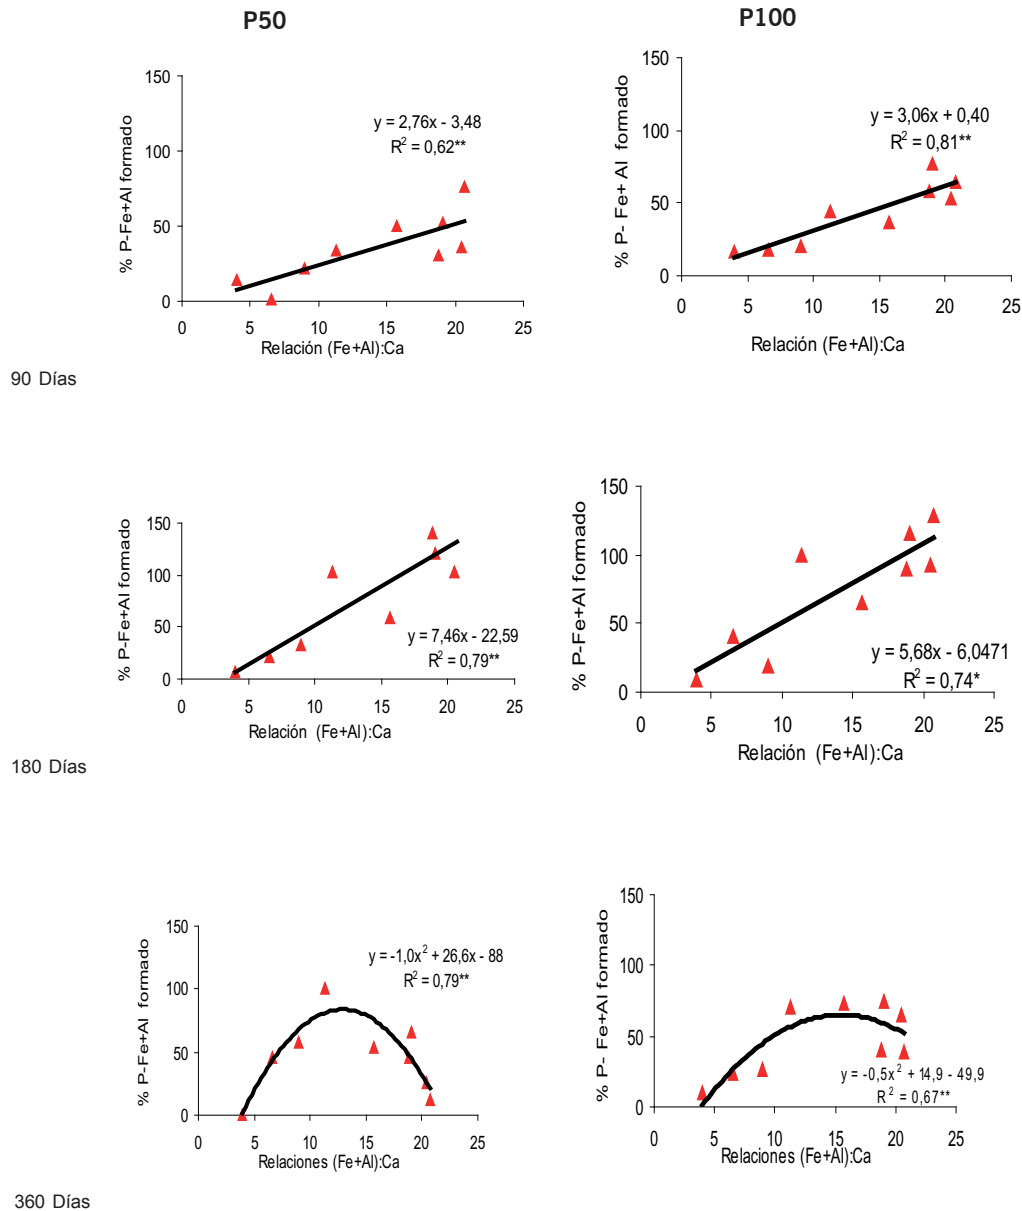 P50
P100
% P-Fe+Al formado
150
100
50
0
y = 2,76x - 3,48
R² = 0,62**
0 5 10 15 20 25
Relación (Fe+Al):Ca
% P- Fe+ Al formado
150
100
50
0
y = 3,06x + 0,40
R² = 0,81**
0 5 10 15 20 25
Relación (Fe+Al):Ca
90 Días
% P-Fe+Al formado
150
100
50
0
y = 7,46x - 22,59
R² = 0,79**
0 5 10 15 20 25
Relación (Fe+Al):Ca
% P-Fe+Al formado
150
100
50
0
y = 5,68x - 6,0471
R² = 0,74*
0 5 10 15 20 25
Relación (Fe+Al):Ca
180 Días
% P-Fe+Al formado
150
100
50
0
y = -1,0x² + 26,6x - 88
R² = 0,79**
0 5 10 15 20 25
Relaciones (Fe+Al):Ca
% P- Fe+Al formado
150
100
50
0
y = -0,5x² + 14,9 - 49,9
R² = 0,67**
0 5 10 15 20 25
Relaciones (Fe+Al):Ca
360 Días